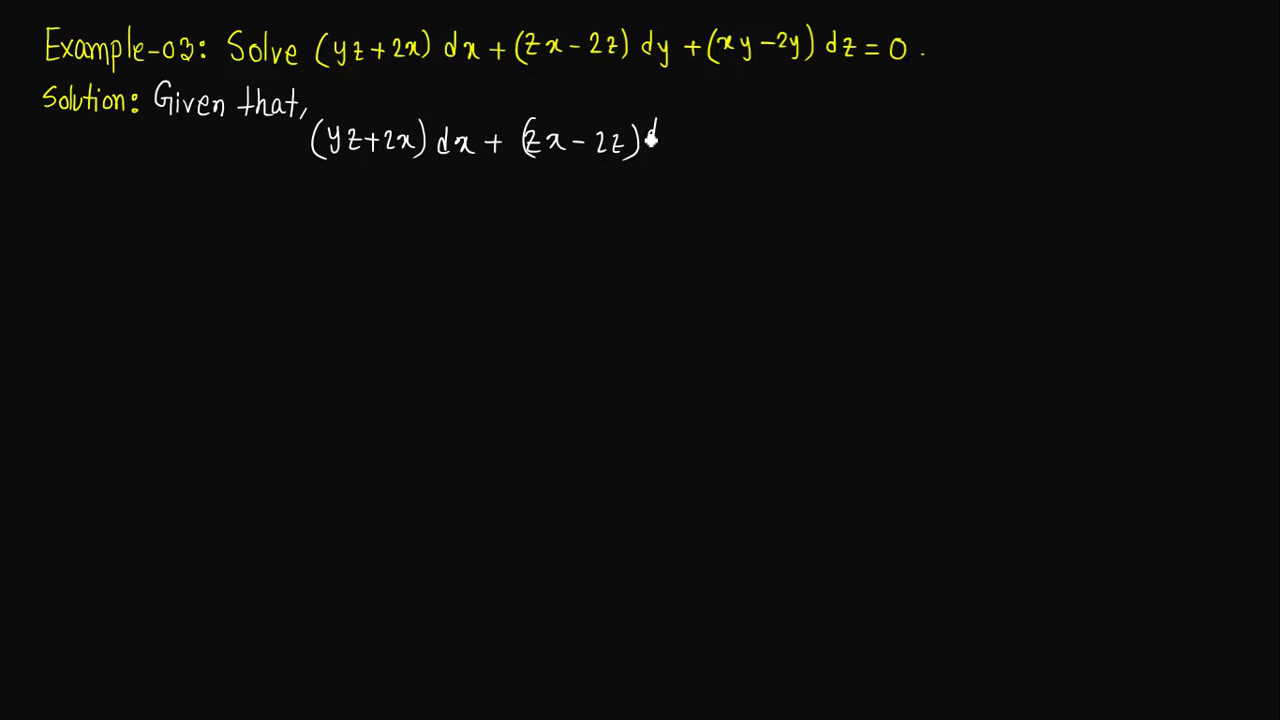 Example-03: Solve (yz+2x) dx + (zx-2z) dy + (xy-2y) dz = 0.
Solution: Given that,
(yz+2x) dx + (zx-2z) d